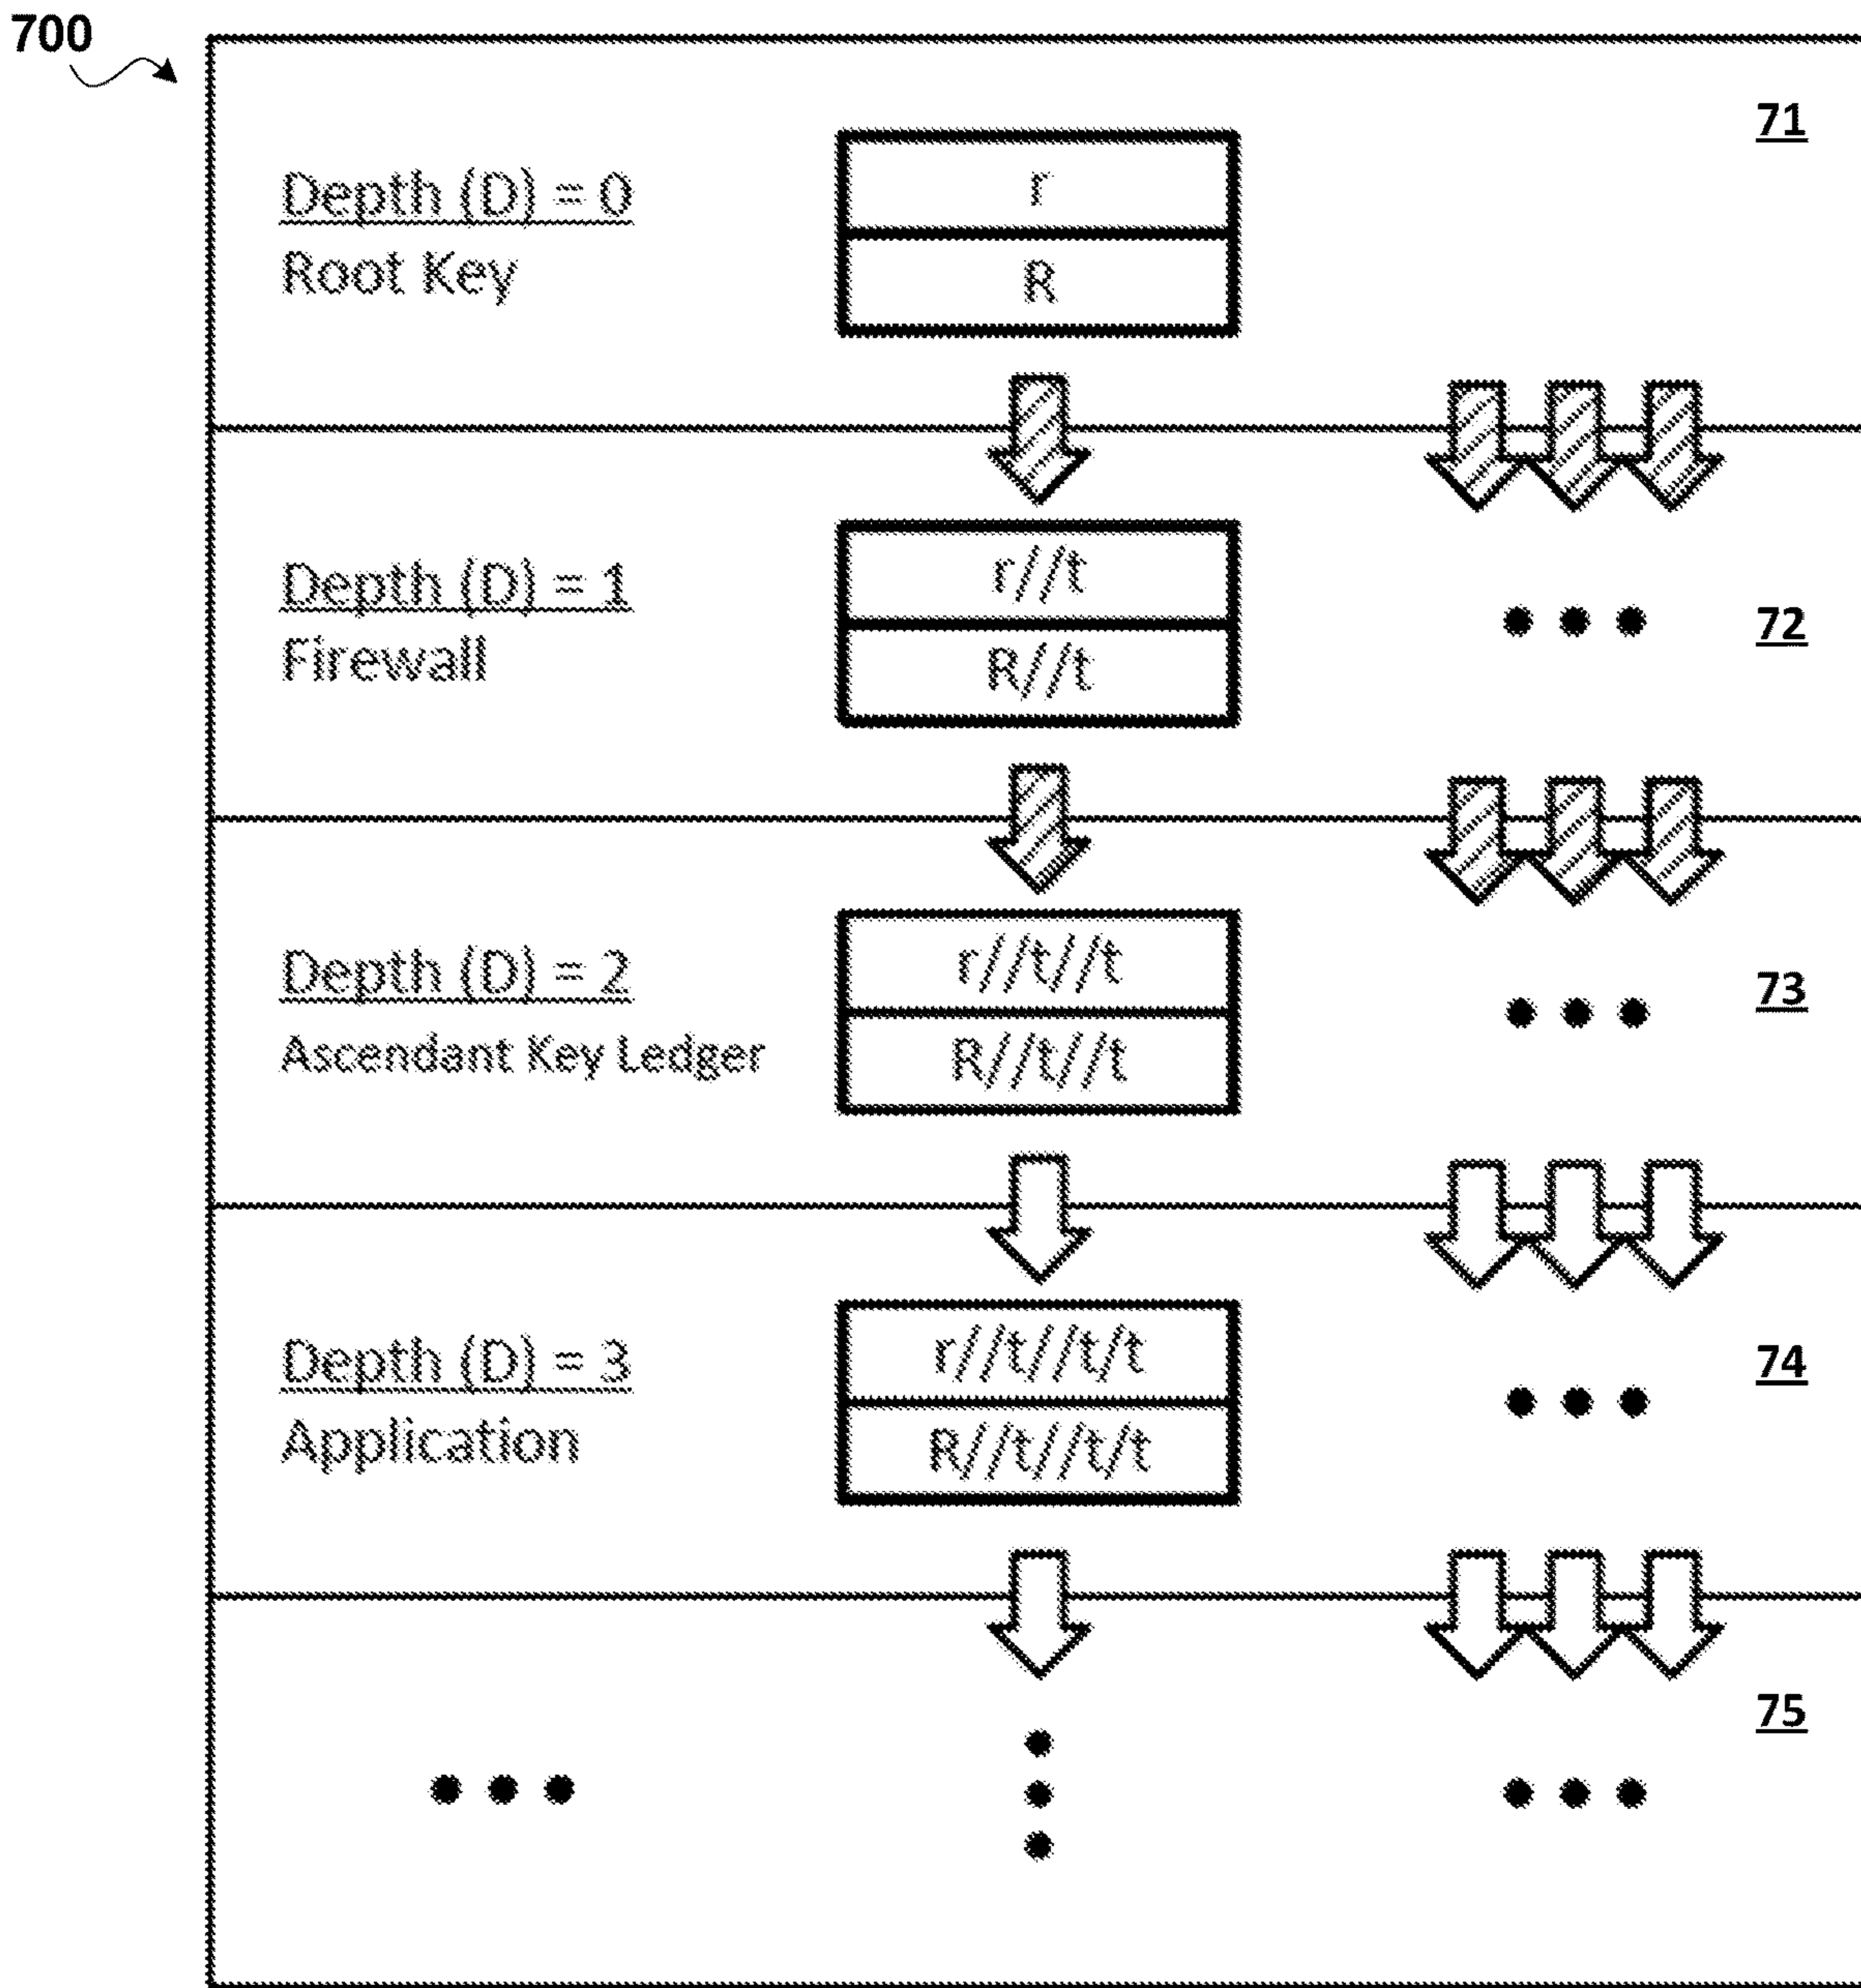 700
71
Depth (D) = 0
Root Key
r
R
Depth (D) = 1
Firewall
r//t
R//t
72
Depth (D) = 2
Ascendant Key Ledger
r//t//t
R//t//t
73
Depth (D) = 3
Application
r//t//t/t
R//t//t/t
74
75